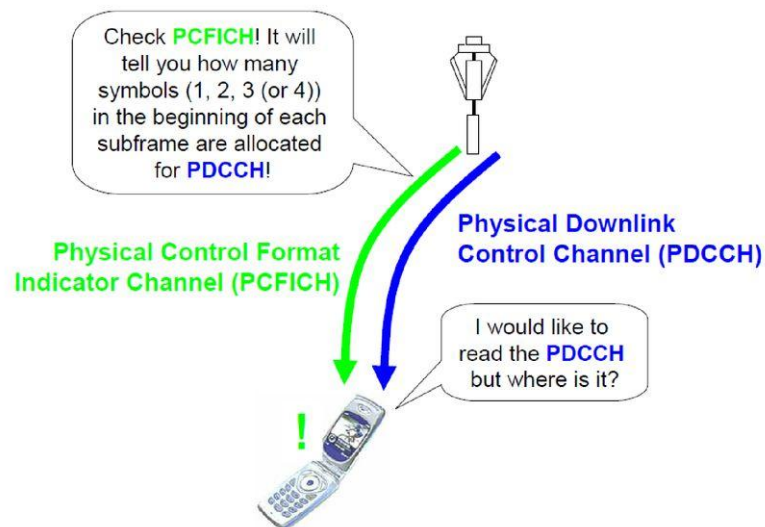 Check PCFICH! It will
tell you how many
symbols (1, 2, 3 (or 4))
in the beginning of each
subframe are allocated
for PDCCH!
Physical Control Format
Indicator Channel (PCFICH)
Physical Downlink
Control Channel (PDCCH)
I would like to
read the PDCCH
but where is it?
!